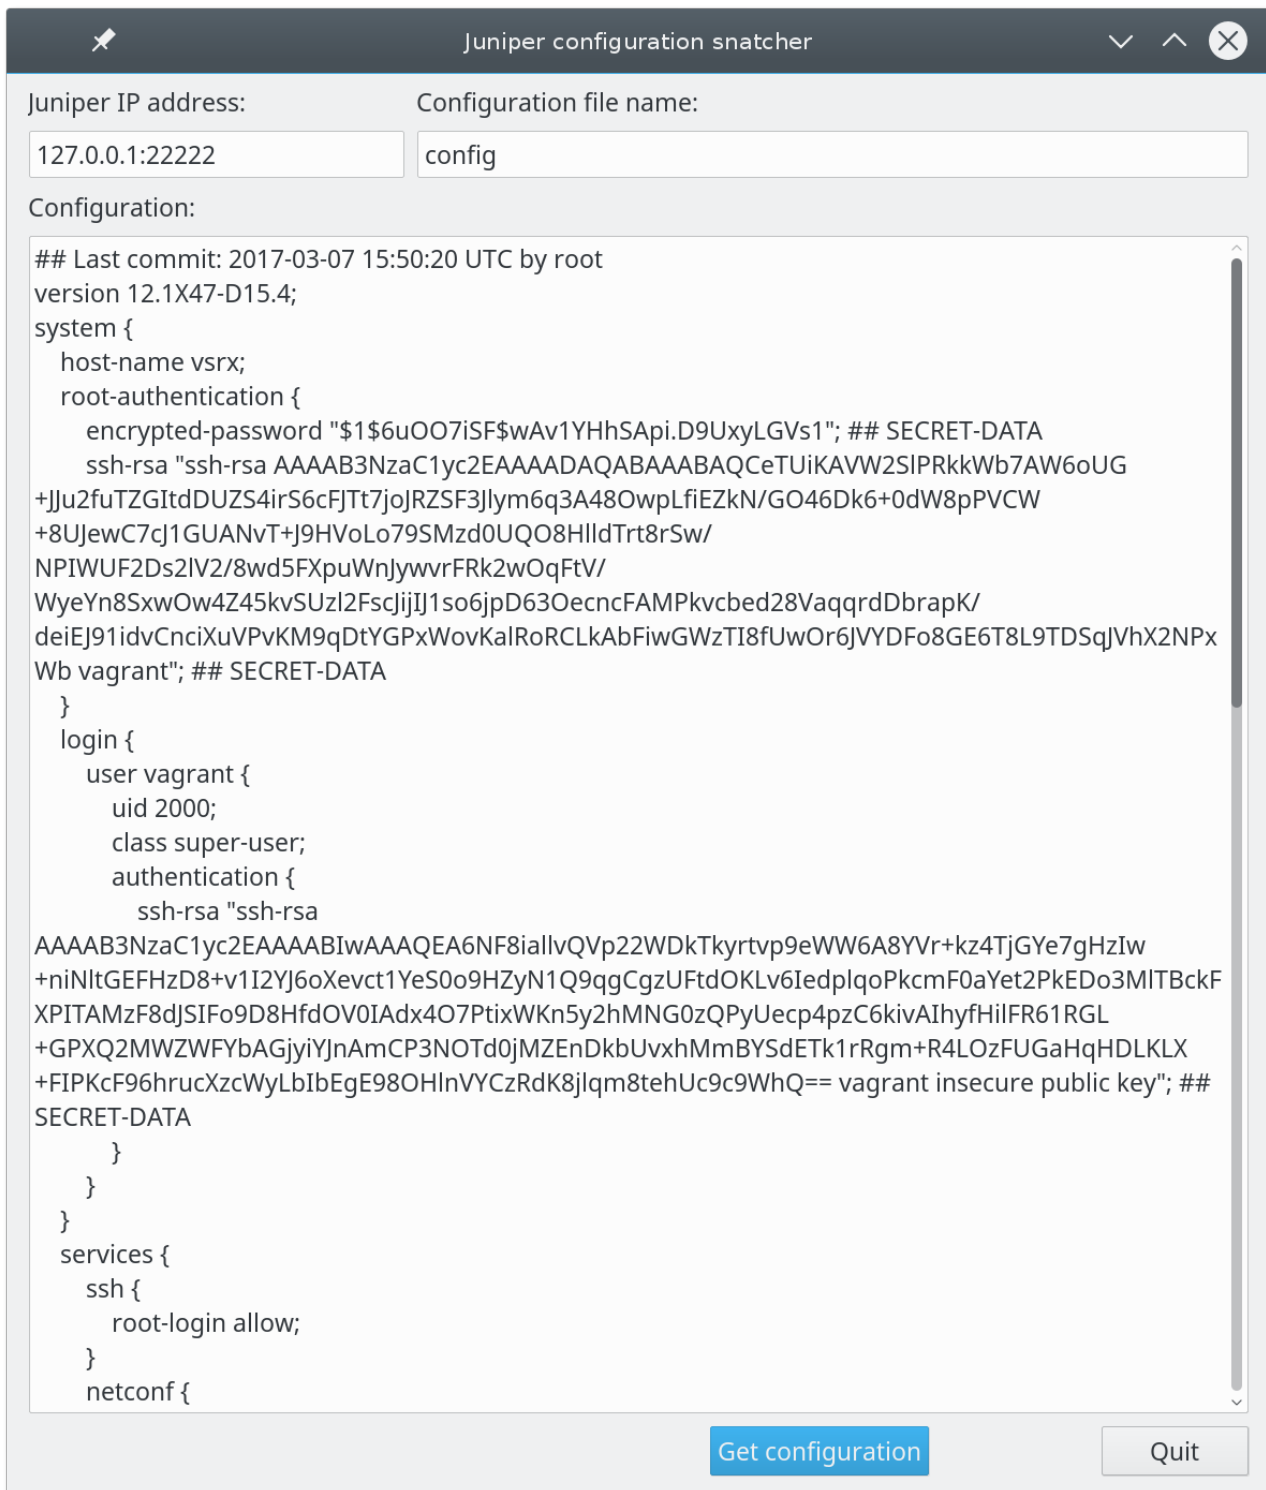 Juniper configuration snatcher
Juniper IP address:
Configuration file name:
127.0.0.1:22222
config
Configuration:
## Last commit: 2017-03-07 15:50:20 UTC by root
version 12.1X47-D15.4;
system {
    host-name vsrx;
    root-authentication {
        encrypted-password "$1$6uOO7iSF$wAv1YHhSApi.D9UxyLGVs1"; ## SECRET-DATA
        ssh-rsa "ssh-rsa AAAAB3NzaC1yc2EAAAADAQABAAABAQCeTUiKAVW2SlPRkkWb7AW6oUG
+JJu2fuTZGItdDUZS4irS6cFJTt7joJRZSF3Jlym6q3A48OwpLfiEZkN/GO46Dk6+0dW8pPVCW
+8UJewC7cJ1GUANvT+J9HVoLo79SMzd0UQO8HlldTrt8rSw/
NPIWUF2Ds2lV2/8wd5FXpuWnJywvrFRk2wOqFtV/
WyeYn8SxwOw4Z45kvSUzl2FscJijIJ1so6jpD63OecncFAMPkvcbed28VaqqrdDbrapK/
deiEJ91idvCnciXuVPvKM9qDtYGPxWovKalRoRCLkAbFiwGWzTI8fUwOr6JVYDFo8GE6T8L9TDSqJVhX2NPx
Wb vagrant"; ## SECRET-DATA
    }
    login {
        user vagrant {
            uid 2000;
            class super-user;
            authentication {
                ssh-rsa "ssh-rsa
AAAAB3NzaC1yc2EAAAABIwAAAQEA6NF8iallvQVp22WDkTkyrtvp9eWW6A8YVr+kz4TjGYe7gHzIw
+niNltGEFHzD8+v1I2YJ6oXevct1YeS0o9HZyN1Q9qgCgzUFtdOKLv6IedplqoPkcmF0aYet2PkEDo3MlTBckF
XPITAMzF8dJSIFo9D8HfdOV0IAdx4O7PtixWKn5y2hMNG0zQPyUecp4pzC6kivAIhyfHilFR61RGL
+GPXQ2MWZWFYbAGjyiYJnAmCP3NOTd0jMZEnDkbUvxhMmBYSdETk1rRgm+R4LOzFUGaHqHDLKLX
+FIPKcF96hrucXzcWyLbIbEgE98OHlnVYCzRdK8jlqm8tehUc9c9WhQ== vagrant insecure public key"; ##
SECRET-DATA
            }
        }
    }
    services {
        ssh {
            root-login allow;
        }
        netconf {
Get configuration
Quit